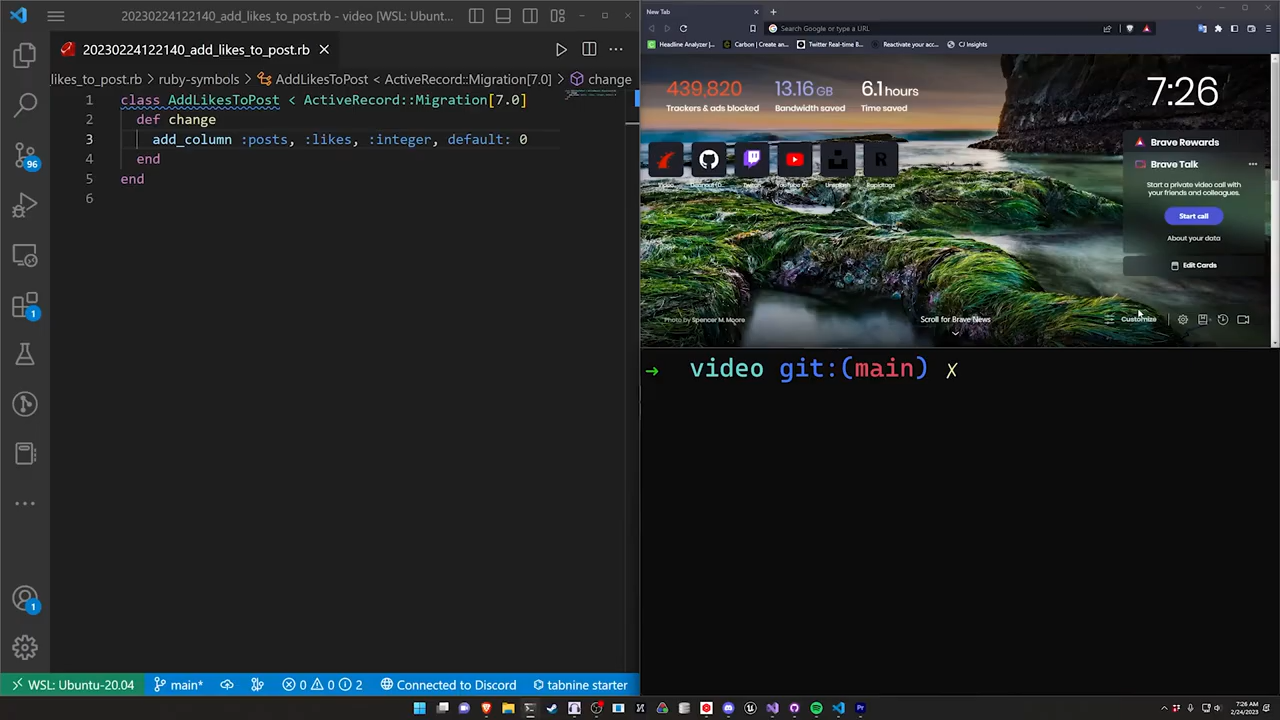 20230224122140_add_likes_to_post.rb - video [WSL: Ubuntu-20...
20230224122140_add_likes_to_post.rb
likes_to_post.rb > ruby-symbols > AddLikesToPost < ActiveRecord::Migration[7.0] > change
1 class AddLikesToPost < ActiveRecord::Migration[7.0]
2 def change
3 add_column :posts, :likes, :integer, default: 0
4 end
5 end
6
96
1
1
WSL: Ubuntu-20.04 main* 0 0 2 Connected to Discord tabnine starter
New Tab
Search Google or type a URL
Headline Analyzer |... Carbon | Create an... Twitter Real-time B... Reactivate your acc... CJ Insights
439,820 13.16 GB 6.1 hours
Trackers & ads blocked Bandwidth saved Time saved
7:26
Brave Rewards
Brave Talk
Start a private video call with
your friends and colleagues.
Start call
About your data
Edit Cards
Photo by Spencer M. Moore
Scroll for Brave News
Customize
→ video git:(main) x
7:26 AM
2/24/2023